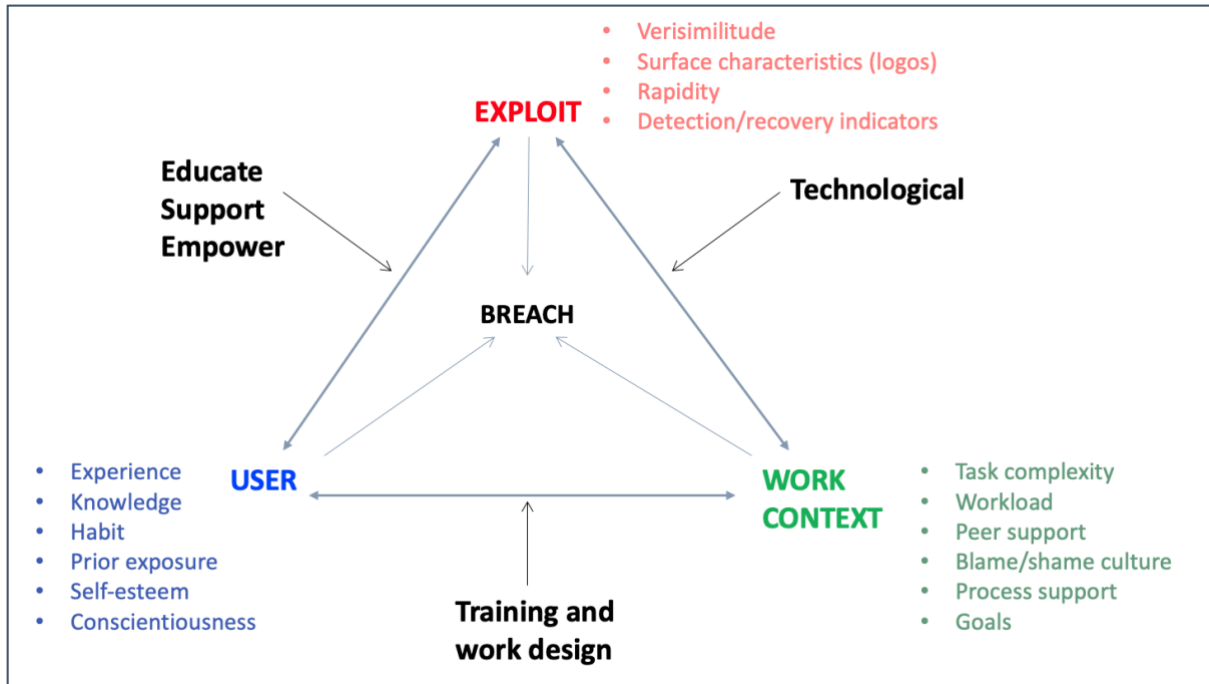 • Verisimilitude
• Surface characteristics (logos)
• Rapidity
• Detection/recovery indicators
EXPLOIT
Educate
Support
Empower
Technological
BREACH
• Experience
• Knowledge
• Habit
• Prior exposure
• Self-esteem
• Conscientiousness
USER
WORK
CONTEXT
• Task complexity
• Workload
• Peer support
• Blame/shame culture
• Process support
• Goals
Training and
work design